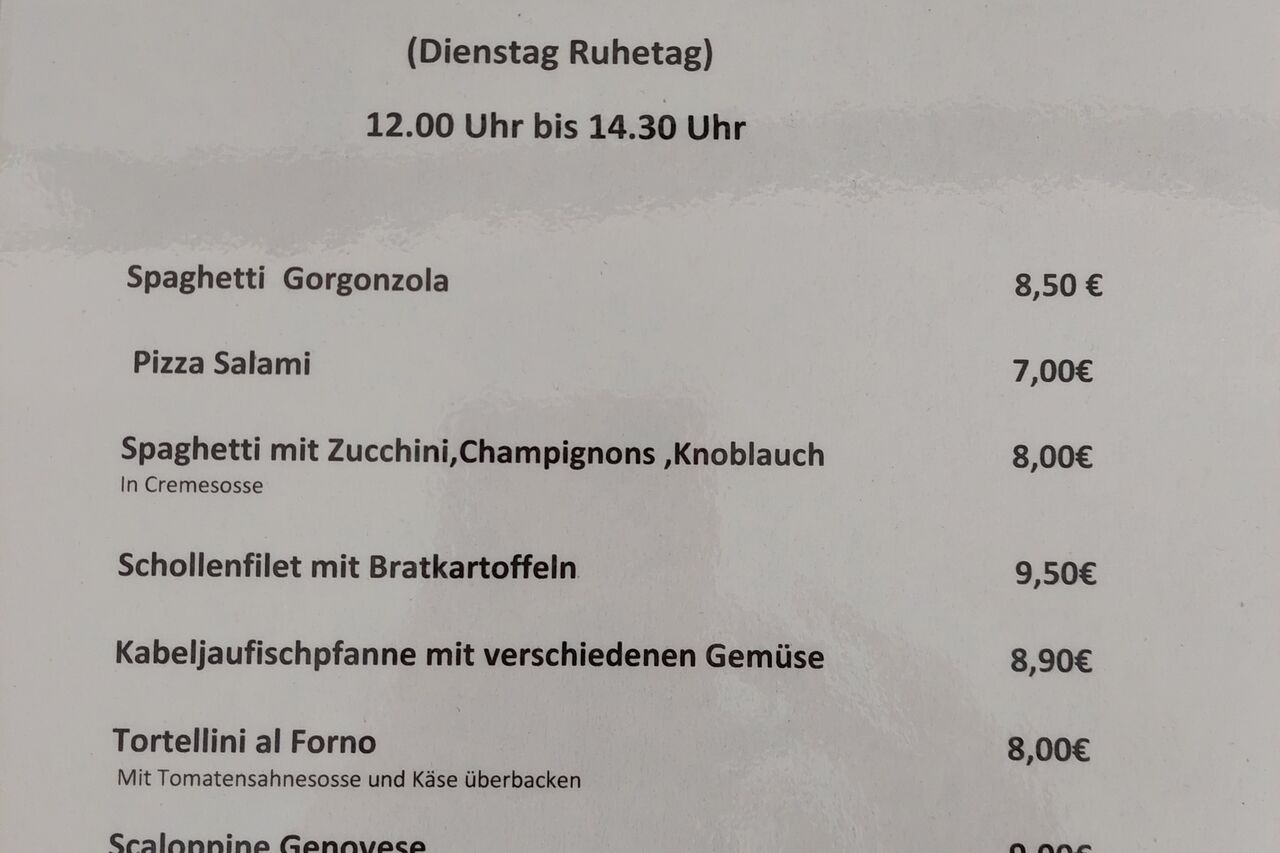 (Dienstag Ruhetag)
12.00 Uhr bis 14.30 Uhr
Spaghetti Gorgonzola 8,50 €
Pizza Salami 7,00€
Spaghetti mit Zucchini,Champignons ,Knoblauch 8,00€
In Cremesosse
Schollenfilet mit Bratkartoffeln 9,50€
Kabeljaufischpfanne mit verschiedenen Gemüse 8,90€
Tortellini al Forno 8,00€
Mit Tomatensahnesosse und Käse überbacken
Scaloppine Genovese